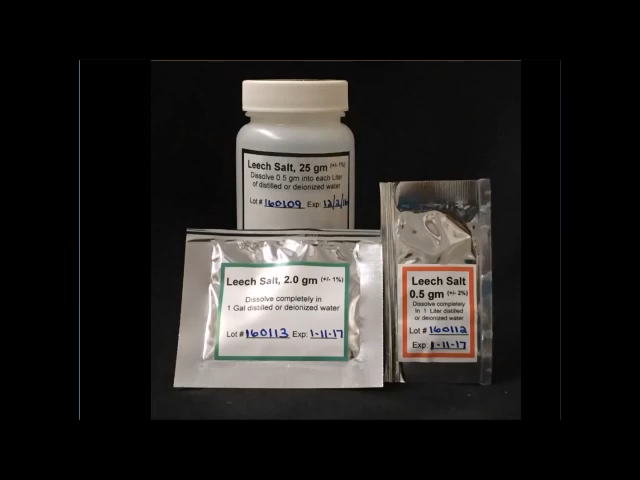 Leech Salt, 25 gm (+/- 1%)
Dissolve 0.5 gm into each Liter
of distilled or deionized water
Lot # 160109 Exp: 12/2/16
Leech Salt, 2.0 gm (+/- 1%)
Dissolve completely in
1 Gal distilled or deionized water
Lot # 160113 Exp: 1-11-17
Leech Salt
0.5 gm (+/- 2%)
Dissolve completely
In 1 Liter distilled
or deionized water
Lot # 160112
Exp: 1-11-17